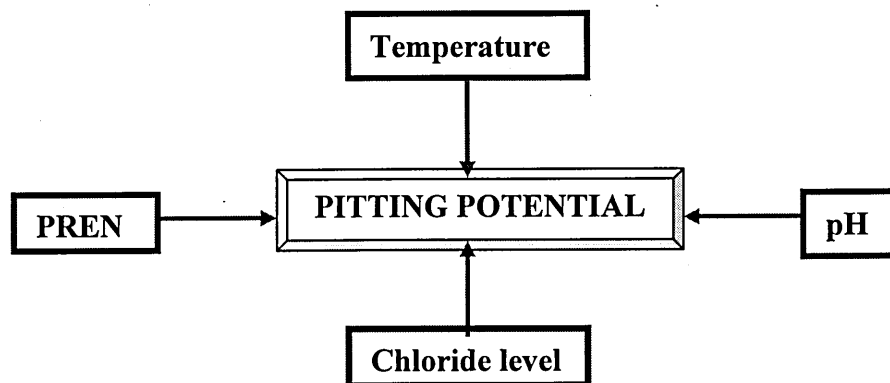 Temperature
PREN
PITTING POTENTIAL
pH
Chloride level